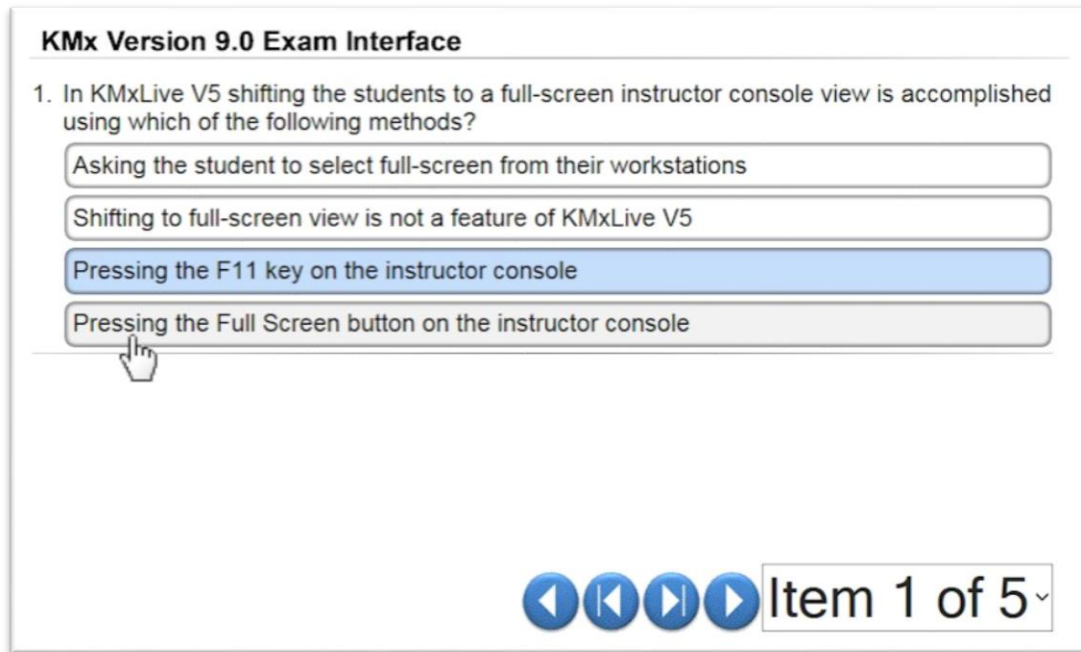 KMx Version 9.0 Exam Interface
1. In KMxLive V5 shifting the students to a full-screen instructor console view is accomplished
using which of the following methods?
Asking the student to select full-screen from their workstations
Shifting to full-screen view is not a feature of KMxLive V5
Pressing the F11 key on the instructor console
Pressing the Full Screen button on the instructor console
Item 1 of 5